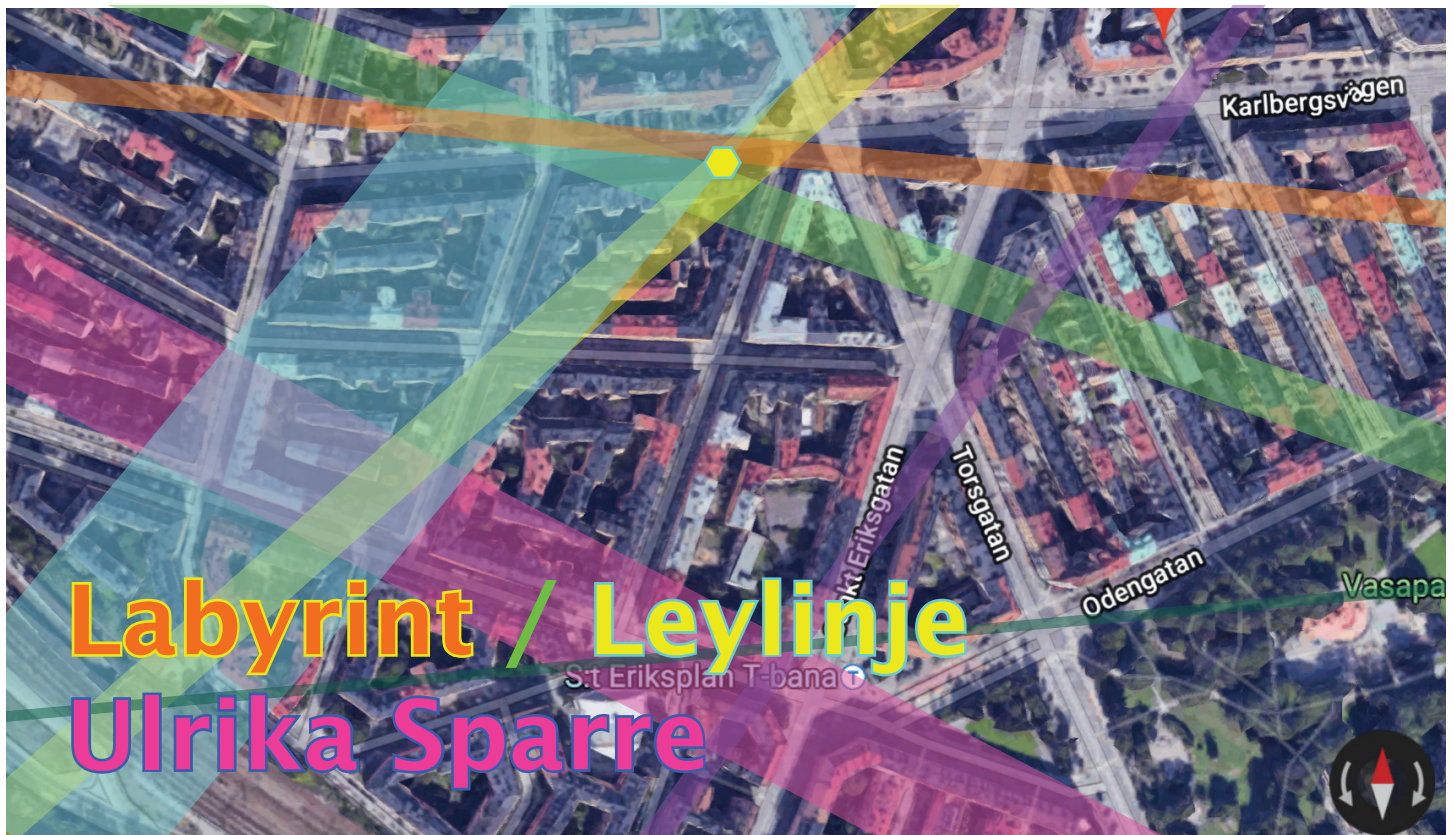 Karlbergsvägen
Sankt Eriksgatan
Torsgatan
Odengatan
Vasapa
Labyrint / Leylinje
S:t Eriksplan T-bana T
Ulrika Sparre